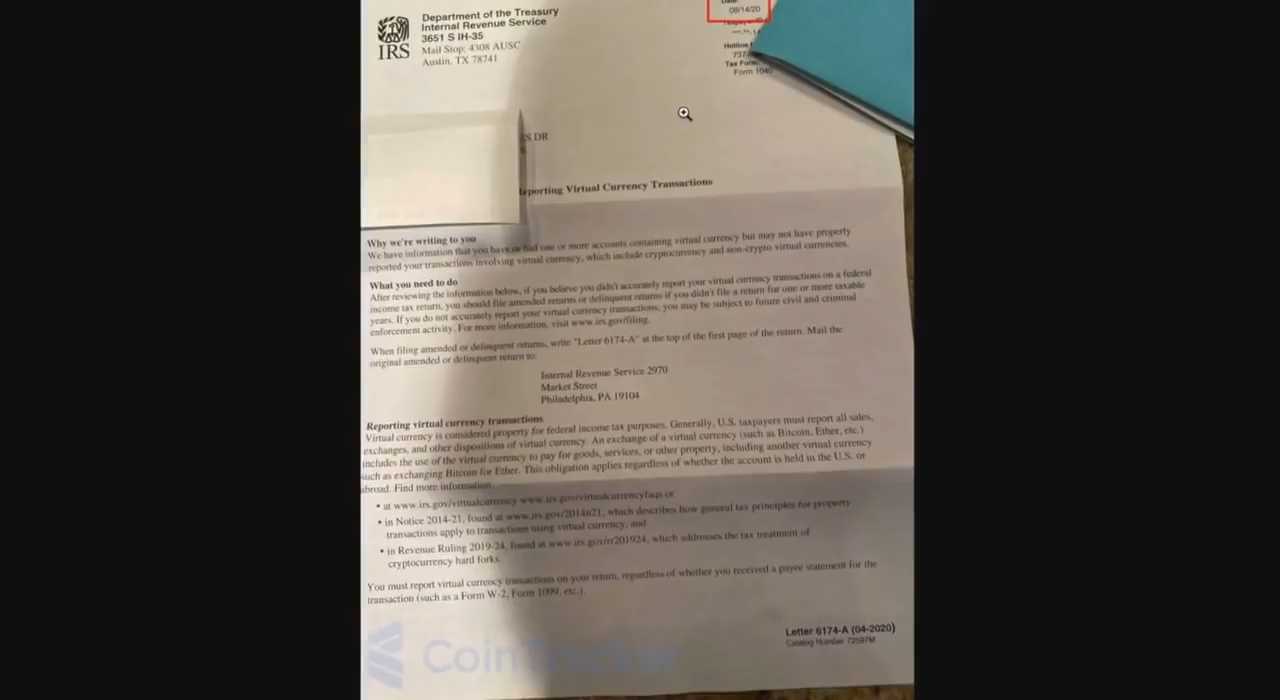 IRS
Department of the Treasury
Internal Revenue Service
3651 S IH-35
Mail Stop: 4308 AUSC
Austin, TX 78741
Date:
08/14/20
Hotline
737
Tax Form:
Form 1040
S DR
Reporting Virtual Currency Transactions
Why we're writing to you
We have information that you have or had one or more accounts containing virtual currency but may not have properly
reported your transactions involving virtual currency, which include cryptocurrency and non-crypto virtual currencies.
What you need to do
After reviewing the information below, if you believe you didn't accurately report your virtual currency transactions on a federal
income tax return, you should file amended returns or delinquent returns if you didn't file a return for one or more taxable
years. If you do not accurately report your virtual currency transactions, you may be subject to future civil and criminal
enforcement activity. For more information, visit www.irs.gov/filing.
When filing amended or delinquent returns, write "Letter 6174-A" at the top of the first page of the return. Mail the
original amended or delinquent return to:
Internal Revenue Service 2970
Market Street
Philadelphia, PA 19104
Reporting virtual currency transactions
Virtual currency is considered property for federal income tax purposes. Generally, U.S. taxpayers must report all sales,
exchanges, and other dispositions of virtual currency. An exchange of a virtual currency (such as Bitcoin, Ether, etc.)
includes the use of the virtual currency to pay for goods, services, or other property, including another virtual currency
such as exchanging Bitcoin for Ether. This obligation applies regardless of whether the account is held in the U.S. or
abroad. Find more information:
• at www.irs.gov/virtualcurrency www.irs.gov/virtualcurrencyfaqs or
• in Notice 2014-21, found at www.irs.gov/2014n21, which describes how general tax principles for property
transactions apply to transactions using virtual currency, and
• in Revenue Ruling 2019-24, found at www.irs.gov/rr201924, which addresses the tax treatment of
cryptocurrency hard forks.
You must report virtual currency transactions on your return, regardless of whether you received a payee statement for the
transaction (such as a Form W-2, Form 1099, etc.).
Letter 6174-A (04-2020)
Catalog Number 72597M
CoinTracker